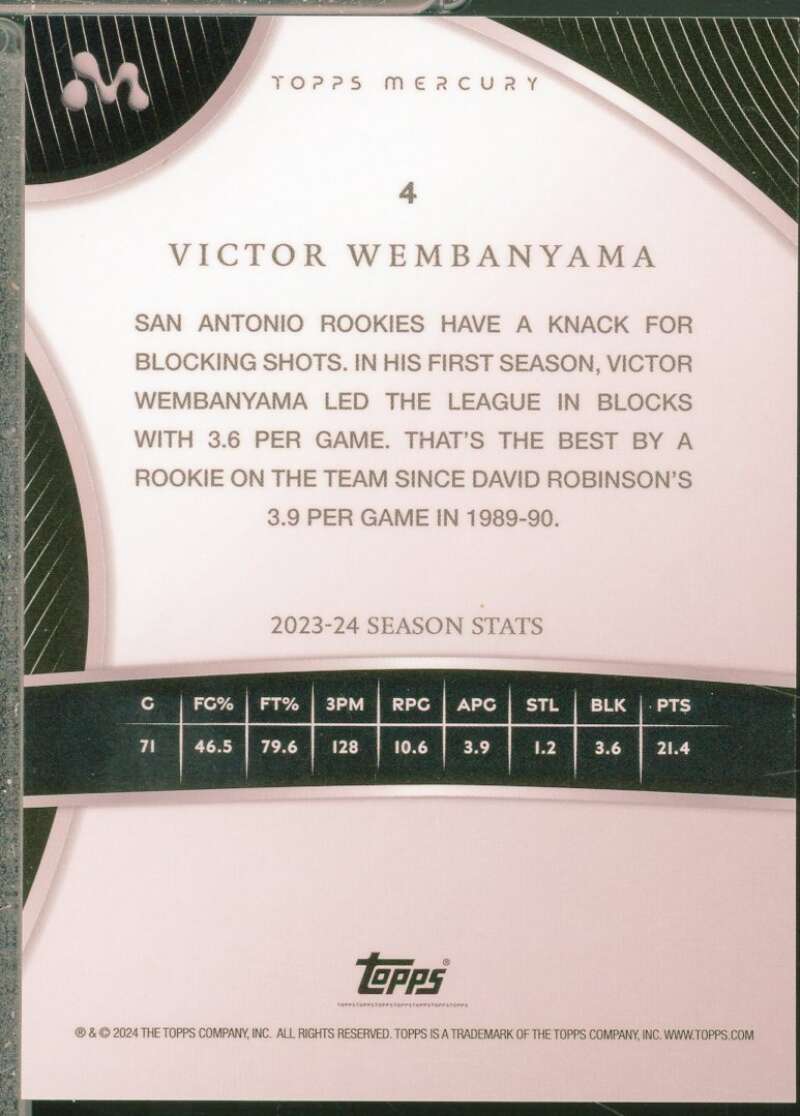 TOPPS MERCURY
4
VICTOR WEMBANYAMA
SAN ANTONIO ROOKIES HAVE A KNACK FOR
BLOCKING SHOTS. IN HIS FIRST SEASON, VICTOR
WEMBANYAMA LED THE LEAGUE IN BLOCKS
WITH 3.6 PER GAME. THAT'S THE BEST BY A
ROOKIE ON THE TEAM SINCE DAVID ROBINSON'S
3.9 PER GAME IN 1989-90.
2023-24 SEASON STATS
G FG% FT% 3PM RPG APG STL BLK PTS
71 46.5 79.6 128 10.6 3.9 1.2 3.6 21.4
topps®
TOPPSTOPPSTOPPSTOPPSTOPPSTOPPSTOPPS
® & © 2024 THE TOPPS COMPANY, INC. ALL RIGHTS RESERVED. TOPPS IS A TRADEMARK OF THE TOPPS COMPANY, INC. WWW.TOPPS.COM